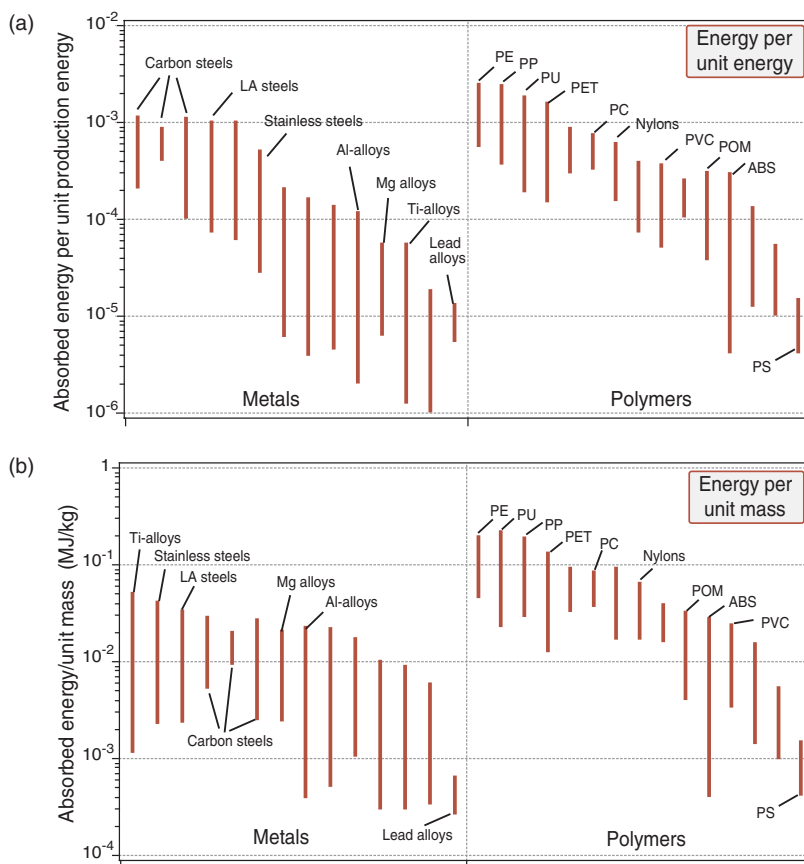 (a)
Absorbed energy per unit production energy
10⁻²
10⁻³
10⁻⁴
10⁻⁵
10⁻⁶
Carbon steels
LA steels
Stainless steels
Al-alloys
Mg alloys
Ti-alloys
Lead
alloys
Metals
PE
PP
PU
PET
PC
Nylons
PVC
POM
ABS
PS
Polymers
Energy per
unit energy
(b)
Absorbed energy/unit mass (MJ/kg)
1
10⁻¹
10⁻²
10⁻³
10⁻⁴
Ti-alloys
Stainless steels
LA steels
Carbon steels
Mg alloys
Al-alloys
Lead alloys
Metals
PE
PU
PP
PET
PC
Nylons
POM
ABS
PVC
PS
Polymers
Energy per
unit mass